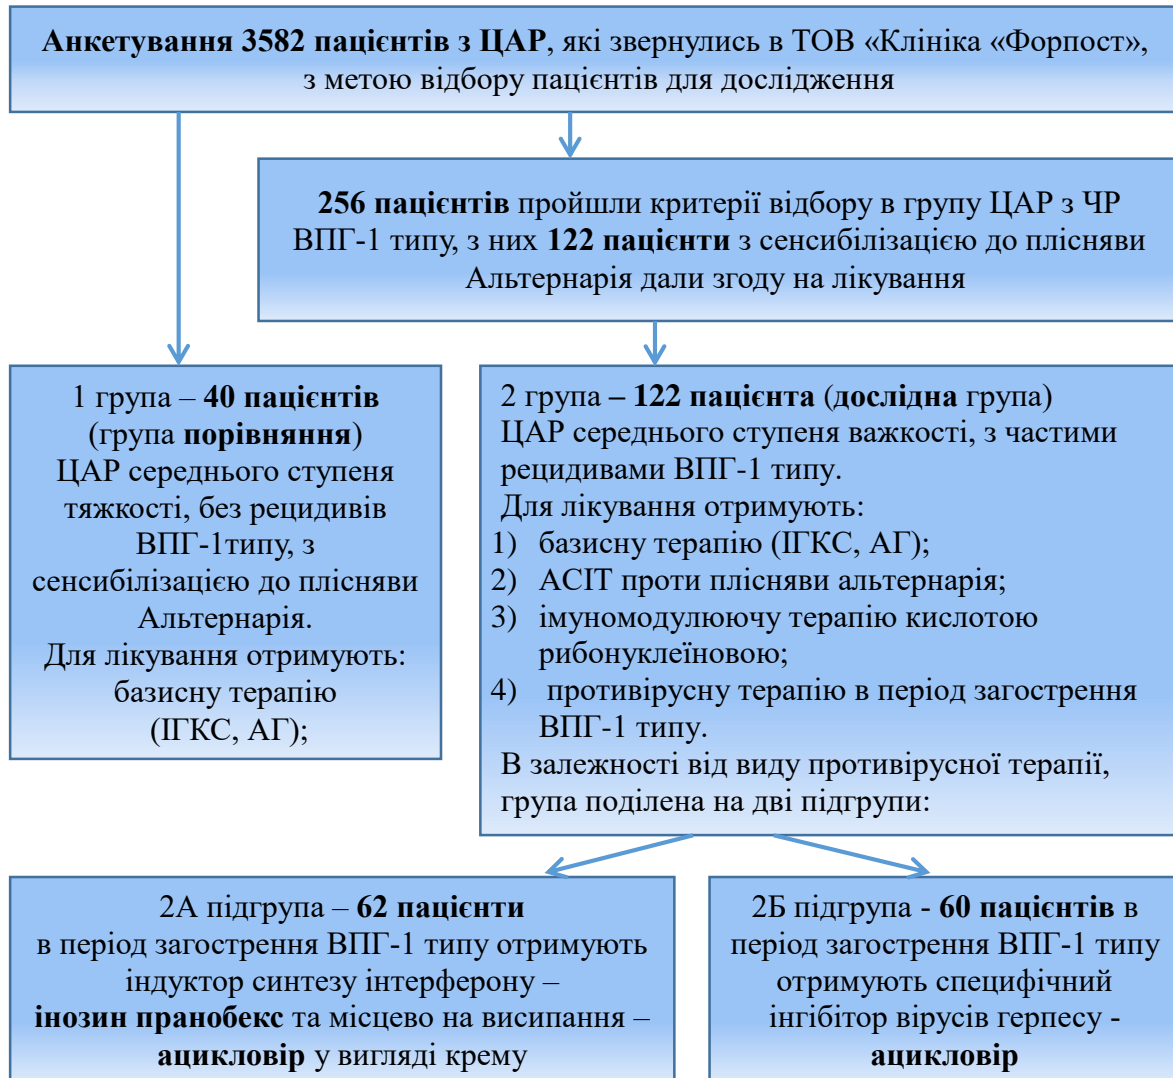 Анкетування 3582 пацієнтів з ЦАР, які звернулись в ТОВ «Клініка «Форпост»,
з метою відбору пацієнтів для дослідження
256 пацієнтів пройшли критерії відбору в групу ЦАР з ЧР
ВПГ-1 типу, з них 122 пацієнти з сенсибілізацією до плісняви
Альтернарія дали згоду на лікування
1 група – 40 пацієнтів
(група порівняння)
ЦАР середнього ступеня
тяжкості, без рецидивів
ВПГ-1типу, з
сенсибілізацією до плісняви
Альтернарія.
Для лікування отримують:
базисну терапію
(ІГКС, АГ);
2 група – 122 пацієнта (дослідна група)
ЦАР середнього ступеня важкості, з частими
рецидивами ВПГ-1 типу.
Для лікування отримують:
1) базисну терапію (ІГКС, АГ);
2) АСІТ проти плісняви альтернарія;
3) імуномодулюючу терапію кислотою
рибонуклеїновою;
4) противірусну терапію в період загострення
ВПГ-1 типу.
В залежності від виду противірусної терапії,
група поділена на дві підгрупи:
2А підгрупа – 62 пацієнти
в період загострення ВПГ-1 типу отримують
індуктор синтезу інтерферону –
інозин пранобекс та місцево на висипання –
ацикловір у вигляді крему
2Б підгрупа - 60 пацієнтів в
період загострення ВПГ-1 типу
отримують специфічний
інгібітор вірусів герпесу -
ацикловір